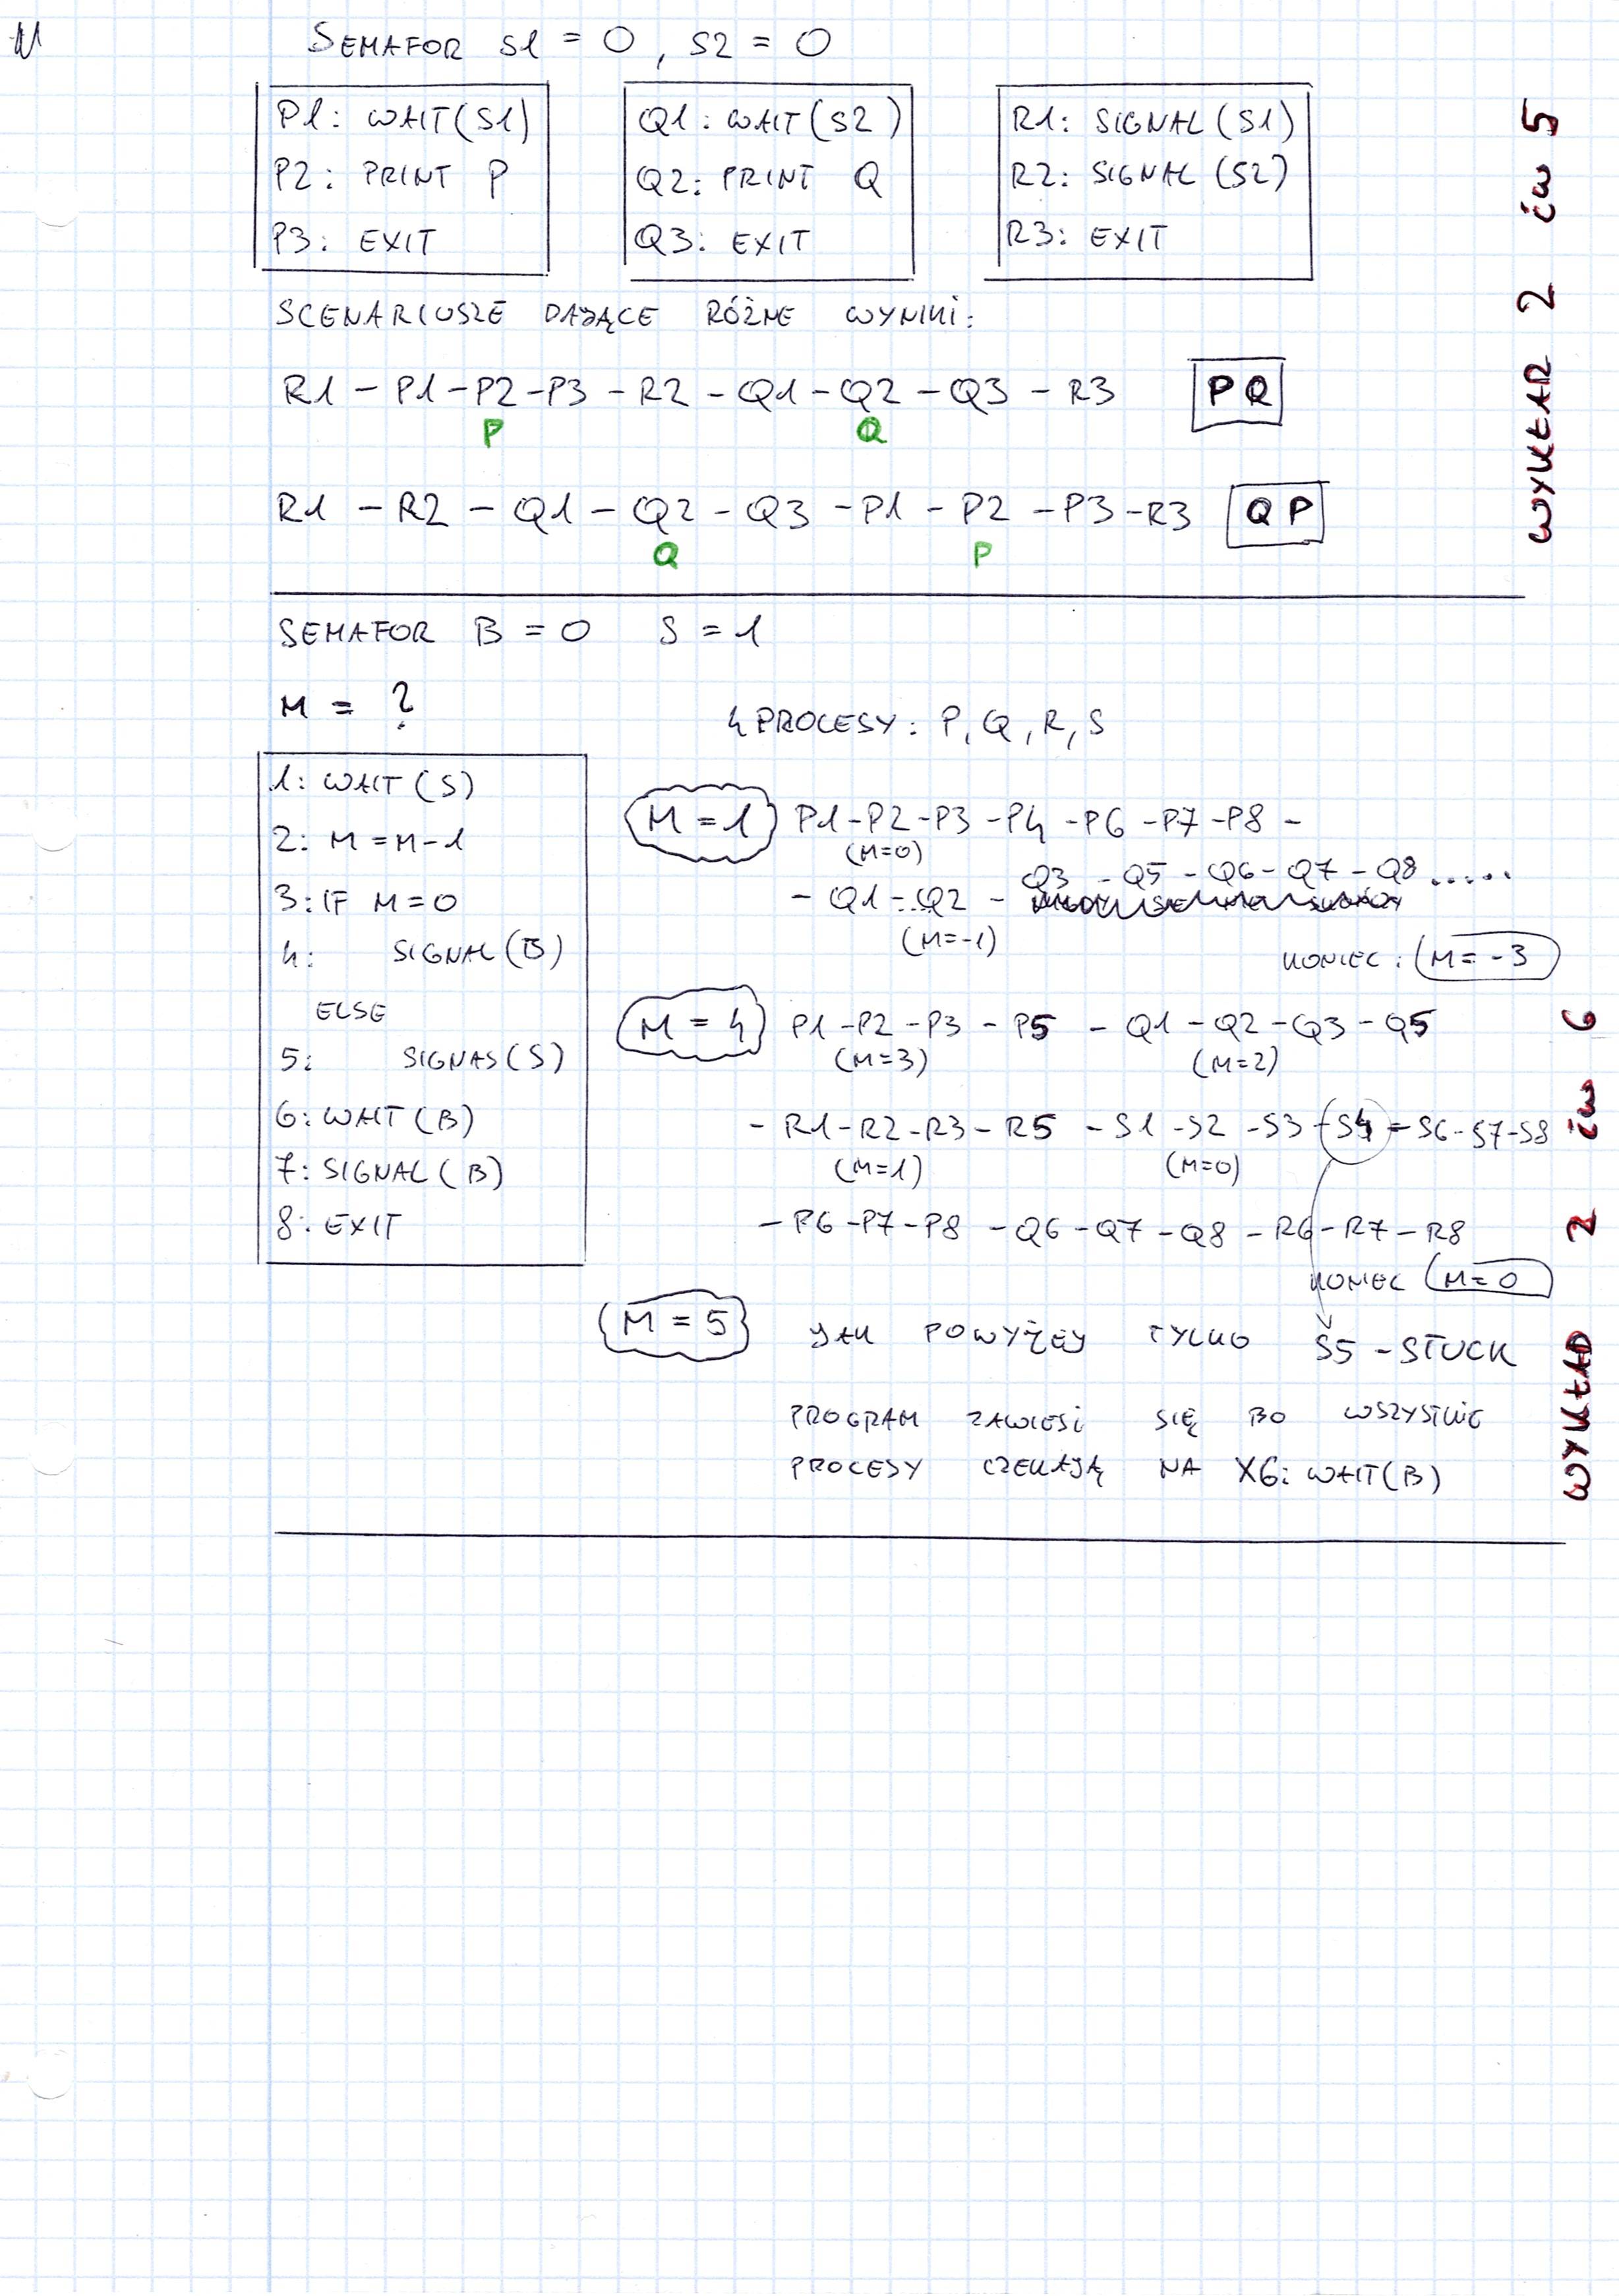 SEMAFOR S1 = 0, S2 = 0
P1: WAIT(S1)
P2: PRINT P
P3: EXIT
Q1: WAIT(S2)
Q2: PRINT Q
Q3: EXIT
R1: SIGNAL(S1)
R2: SIGNAL(S2)
R3: EXIT
SCENARIUSZE DAJĄCE RÓŻNE WYNIKI:
R1 - P1 - P2 - P3 - R2 - Q1 - Q2 - Q3 - R3 PQ
P Q
R1 - R2 - Q1 - Q2 - Q3 - P1 - P2 - P3 - R3 QP
Q P
WYKŁAR 2 ćw 5
SEMAFOR B = 0 S = 1
M = ?
4 PROCESY: P, Q, R, S
1: WAIT(S)
2: M = M-1
3: IF M = 0
4: SIGNAL(B)
ELSE
5: SIGNAS(S)
6: WAIT(B)
7: SIGNAL(B)
8: EXIT
M = 1 P1 - P2 - P3 - P4 - P6 - P7 - P8 -
(M=0)
- Q1 - Q2 - Q3 - Q5 - Q6 - Q7 - Q8 .....
(M=-1)
KONIEC: M = -3
M = 4 P1 - P2 - P3 - P5 - Q1 - Q2 - Q3 - Q5
(M=3) (M=2)
- R1 - R2 - R3 - R5 - S1 - S2 - S3 - S4 - S6 - S7 - S8
(M=1) (M=0)
- P6 - P7 - P8 - Q6 - Q7 - Q8 - R6 - R7 - R8
KONIEC M = 0
M = 5 JAK POWYŻEJ TYLKO S5 - STUCK
PROGRAM ZAWIESI SIĘ BO WSZYSTKIE
PROCESY CZEKAJĄ NA X6: WAIT(B)
WYKŁAD 2 ćw 6